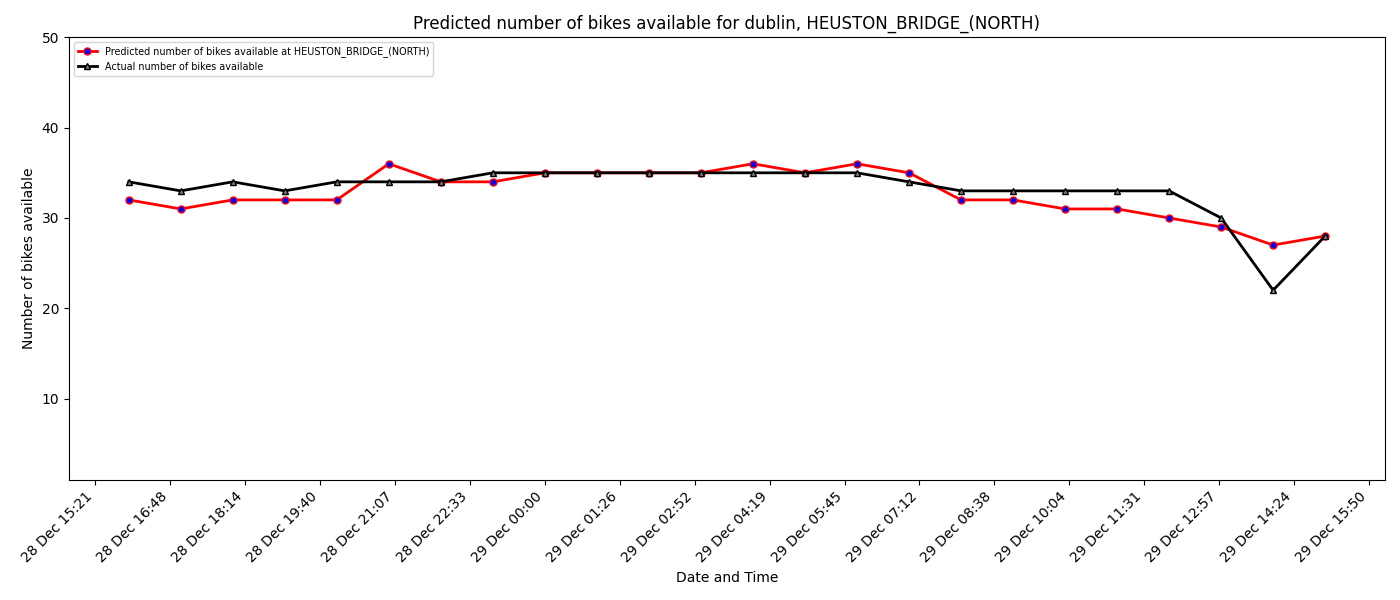 Predicted number of bikes available for dublin, HEUSTON_BRIDGE_(NORTH)
Predicted number of bikes available at HEUSTON_BRIDGE_(NORTH)
Actual number of bikes available
50
40
30
20
10
Number of bikes available
28 Dec 15:21
28 Dec 16:48
28 Dec 18:14
28 Dec 19:40
28 Dec 21:07
28 Dec 22:33
29 Dec 00:00
29 Dec 01:26
29 Dec 02:52
29 Dec 04:19
29 Dec 05:45
29 Dec 07:12
29 Dec 08:38
29 Dec 10:04
29 Dec 11:31
29 Dec 12:57
29 Dec 14:24
29 Dec 15:50
Date and Time